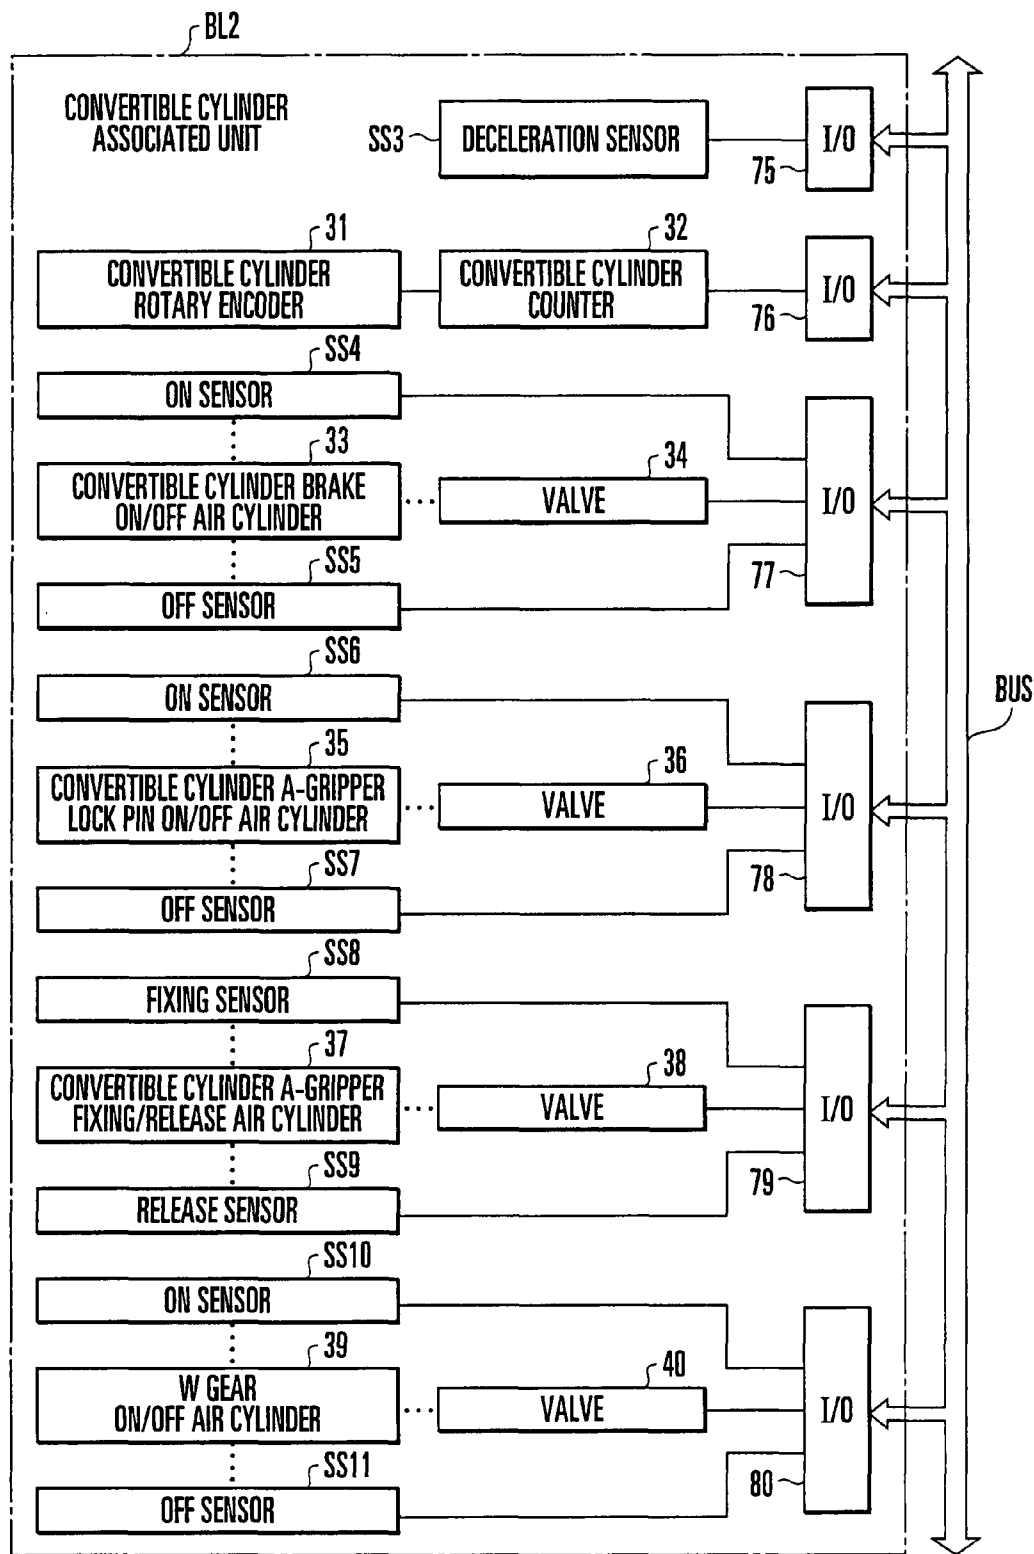 BL2
CONVERTIBLE CYLINDER
ASSOCIATED UNIT
SS3
DECELERATION SENSOR
I/O
75
31
CONVERTIBLE CYLINDER
ROTARY ENCODER
32
CONVERTIBLE CYLINDER
COUNTER
I/O
76
SS4
ON SENSOR
33
CONVERTIBLE CYLINDER BRAKE
ON/OFF AIR CYLINDER
34
VALVE
I/O
77
SS5
OFF SENSOR
SS6
ON SENSOR
35
CONVERTIBLE CYLINDER A-GRIPPER
LOCK PIN ON/OFF AIR CYLINDER
36
VALVE
I/O
78
SS7
OFF SENSOR
BUS
SS8
FIXING SENSOR
37
CONVERTIBLE CYLINDER A-GRIPPER
FIXING/RELEASE AIR CYLINDER
38
VALVE
I/O
79
SS9
RELEASE SENSOR
SS10
ON SENSOR
39
W GEAR
ON/OFF AIR CYLINDER
40
VALVE
I/O
80
SS11
OFF SENSOR